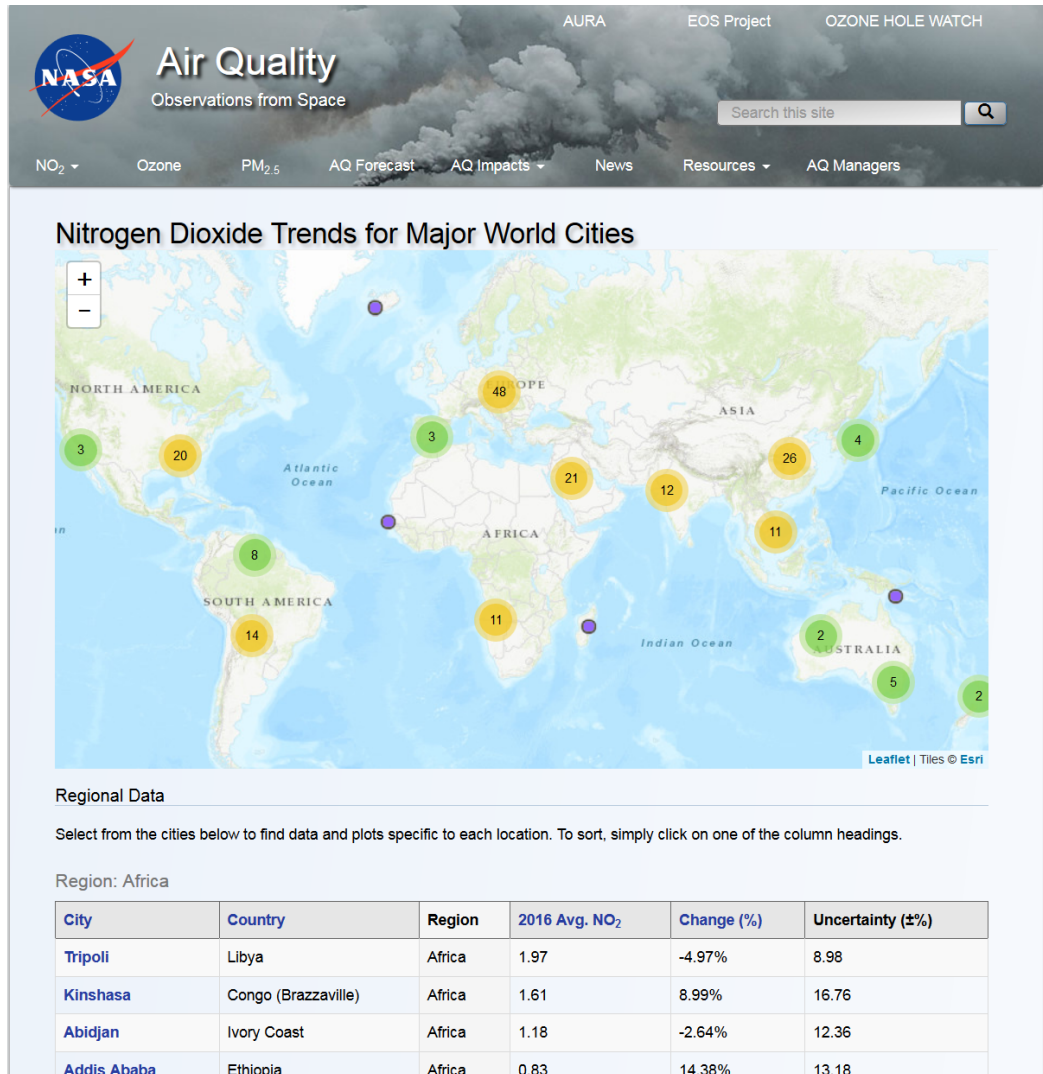 AURA EOS Project OZONE HOLE WATCH
NASA
Air Quality
Observations from Space
Search this site
NO₂ Ozone PM₂.₅ AQ Forecast AQ Impacts News Resources AQ Managers
Nitrogen Dioxide Trends for Major World Cities
+
−
NORTH AMERICA
48
EUROPE
ASIA
3
20
3
4
Atlantic
Ocean
21
26
12
Pacific Ocean
AFRICA
11
8
SOUTH AMERICA
14
11
Indian Ocean
2
AUSTRALIA
5
2
Leaflet | Tiles © Esri
Regional Data
Select from the cities below to find data and plots specific to each location. To sort, simply click on one of the column headings.
Region: Africa
City Country Region 2016 Avg. NO₂ Change (%) Uncertainty (±%)
Tripoli Libya Africa 1.97 -4.97% 8.98
Kinshasa Congo (Brazzaville) Africa 1.61 8.99% 16.76
Abidjan Ivory Coast Africa 1.18 -2.64% 12.36
Addis Ababa Ethiopia Africa 0.83 14.38% 13.18